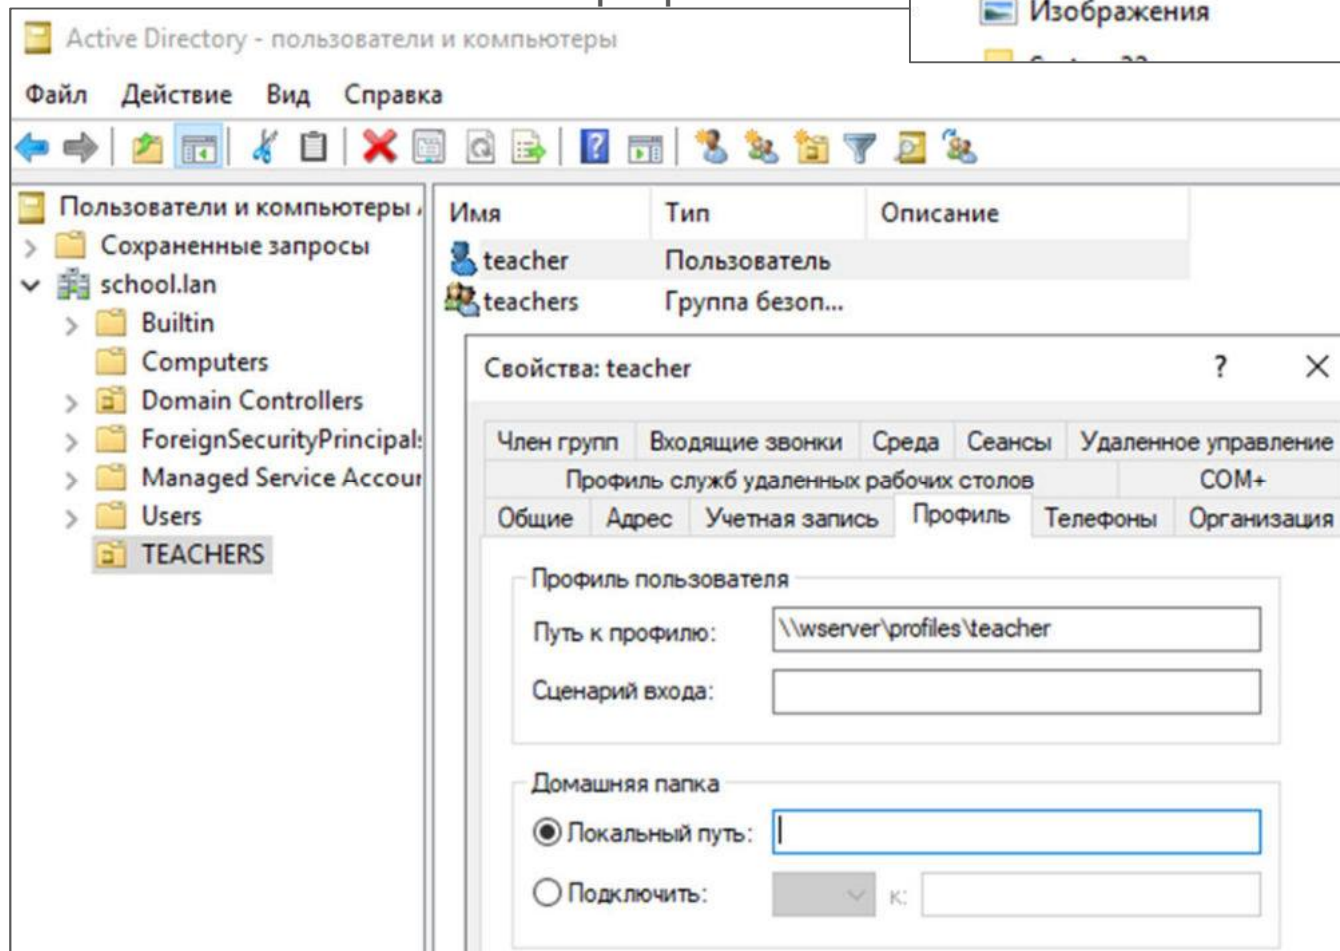 Изображения
Active Directory - пользователи и компьютеры
Файл Действие Вид Справка
Пользователи и компьютеры
Сохраненные запросы
school.lan
Builtin
Computers
Domain Controllers
ForeignSecurityPrincipals
Managed Service Accour
Users
TEACHERS
Имя Тип Описание
teacher Пользователь
teachers Группа безоп...
Свойства: teacher ? X
Член групп Входящие звонки Среда Сеансы Удаленное управление
Профиль служб удаленных рабочих столов COM+
Общие Адрес Учетная запись Профиль Телефоны Организация
Профиль пользователя
Путь к профилю: \\wserver\profiles\teacher
Сценарий входа:
Домашняя папка
Локальный путь:
Подключить: к: